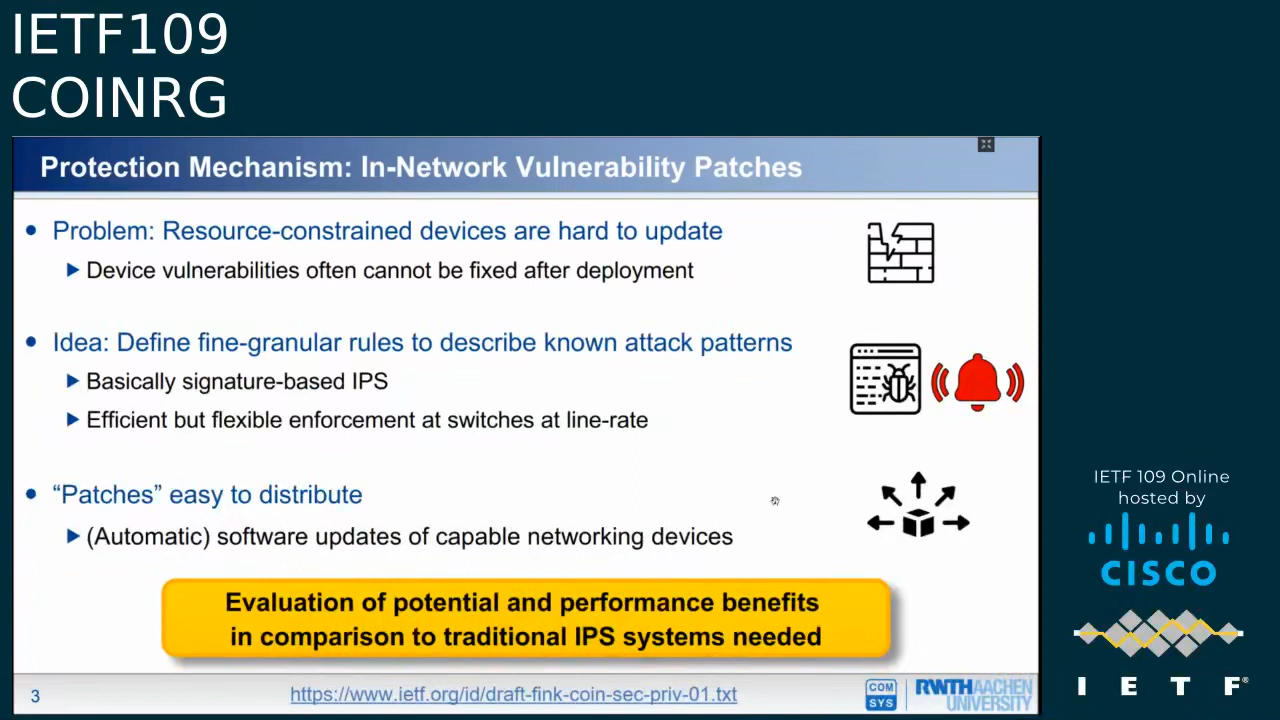 IETF109
COINRG
Protection Mechanism: In-Network Vulnerability Patches
• Problem: Resource-constrained devices are hard to update
Device vulnerabilities often cannot be fixed after deployment
• Idea: Define fine-granular rules to describe known attack patterns
Basically signature-based IPS
Efficient but flexible enforcement at switches at line-rate
• “Patches” easy to distribute
(Automatic) software updates of capable networking devices
Evaluation of potential and performance benefits
in comparison to traditional IPS systems needed
3
https://www.ietf.org/id/draft-fink-coin-sec-priv-01.txt
COM
SYS
RWTHAACHEN
UNIVERSITY
IETF 109 Online
hosted by
CISCO
IETF®